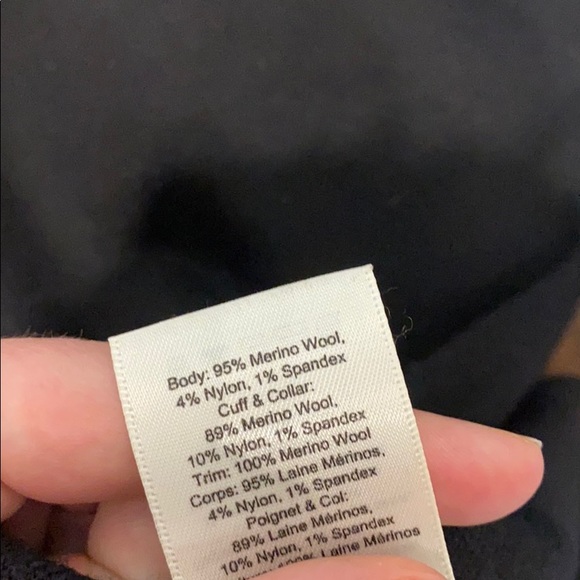 Body: 95% Merino Wool,
4% Nylon, 1% Spandex
Cuff & Collar:
89% Merino Wool,
10% Nylon, 1% Spandex
Trim: 100% Merino Wool
Corps: 95% Laine Mérinos,
4% Nylon, 1% Spandex
Poignet & Col:
89% Laine Mérinos,
10% Nylon, 1% Spandex